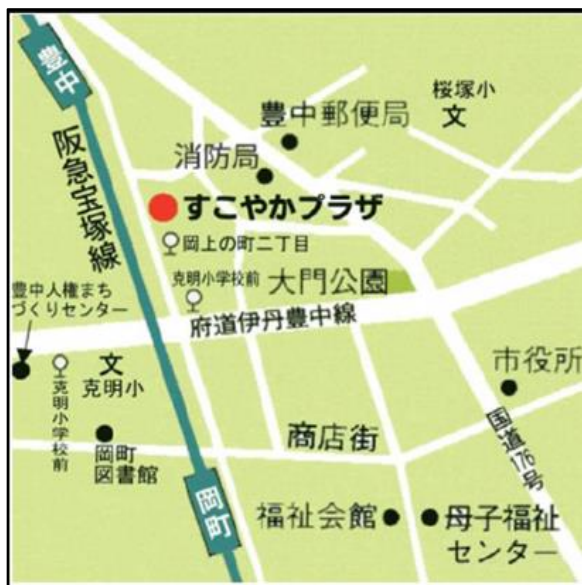 豊中
阪急宝塚線
桜塚小
文
豊中郵便局
消防局
すこやかプラザ
岡上の町二丁目
克明小学校前
大門公園
府道伊丹豊中線
豊中人権まち
づくりセンター
文
克明小
克明小学校前
市役所
国道176号
商店街
岡町
図書館
岡町
福祉会館
母子福祉
センター